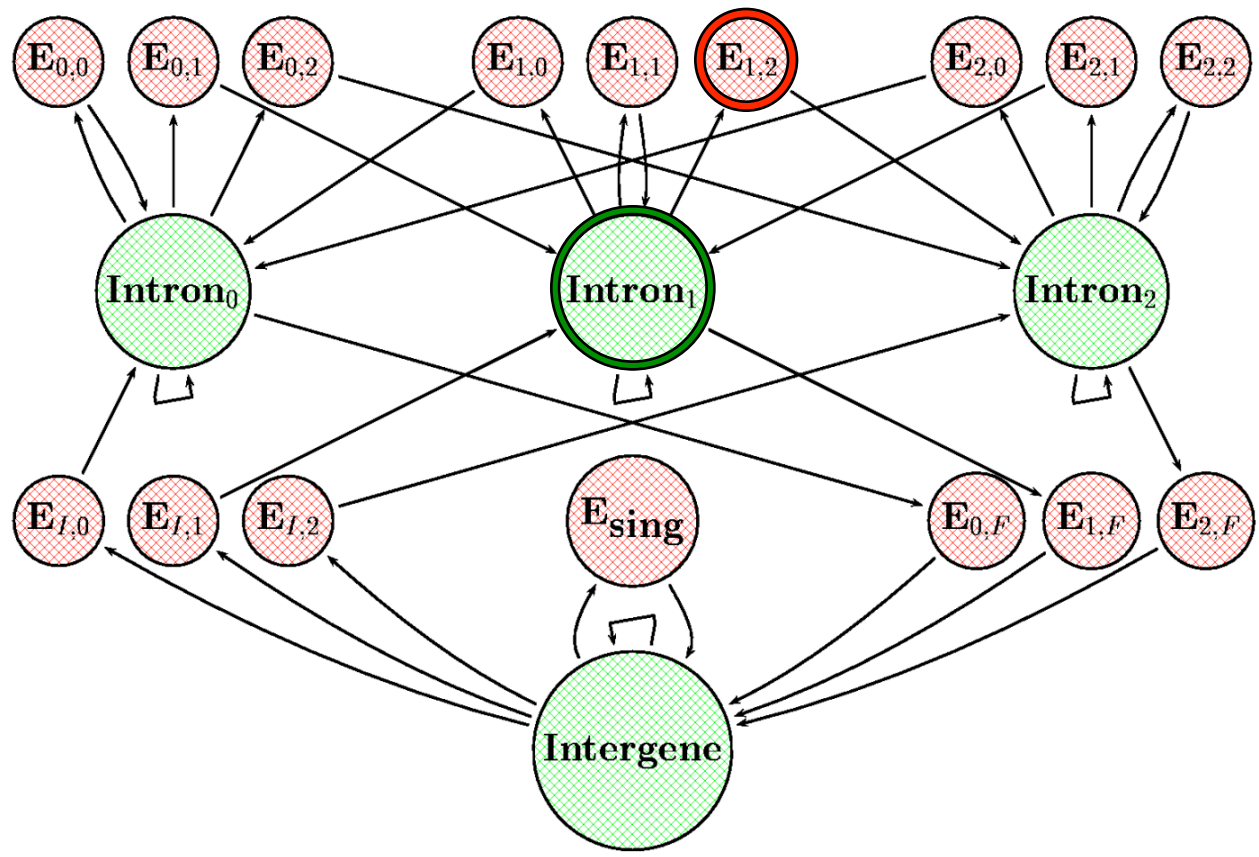 E0,0 E0,1 E0,2 E1,0 E1,1 E1,2 E2,0 E2,1 E2,2
Intron0 Intron1 Intron2
EI,0 EI,1 EI,2 Esing E0,F E1,F E2,F
Intergene